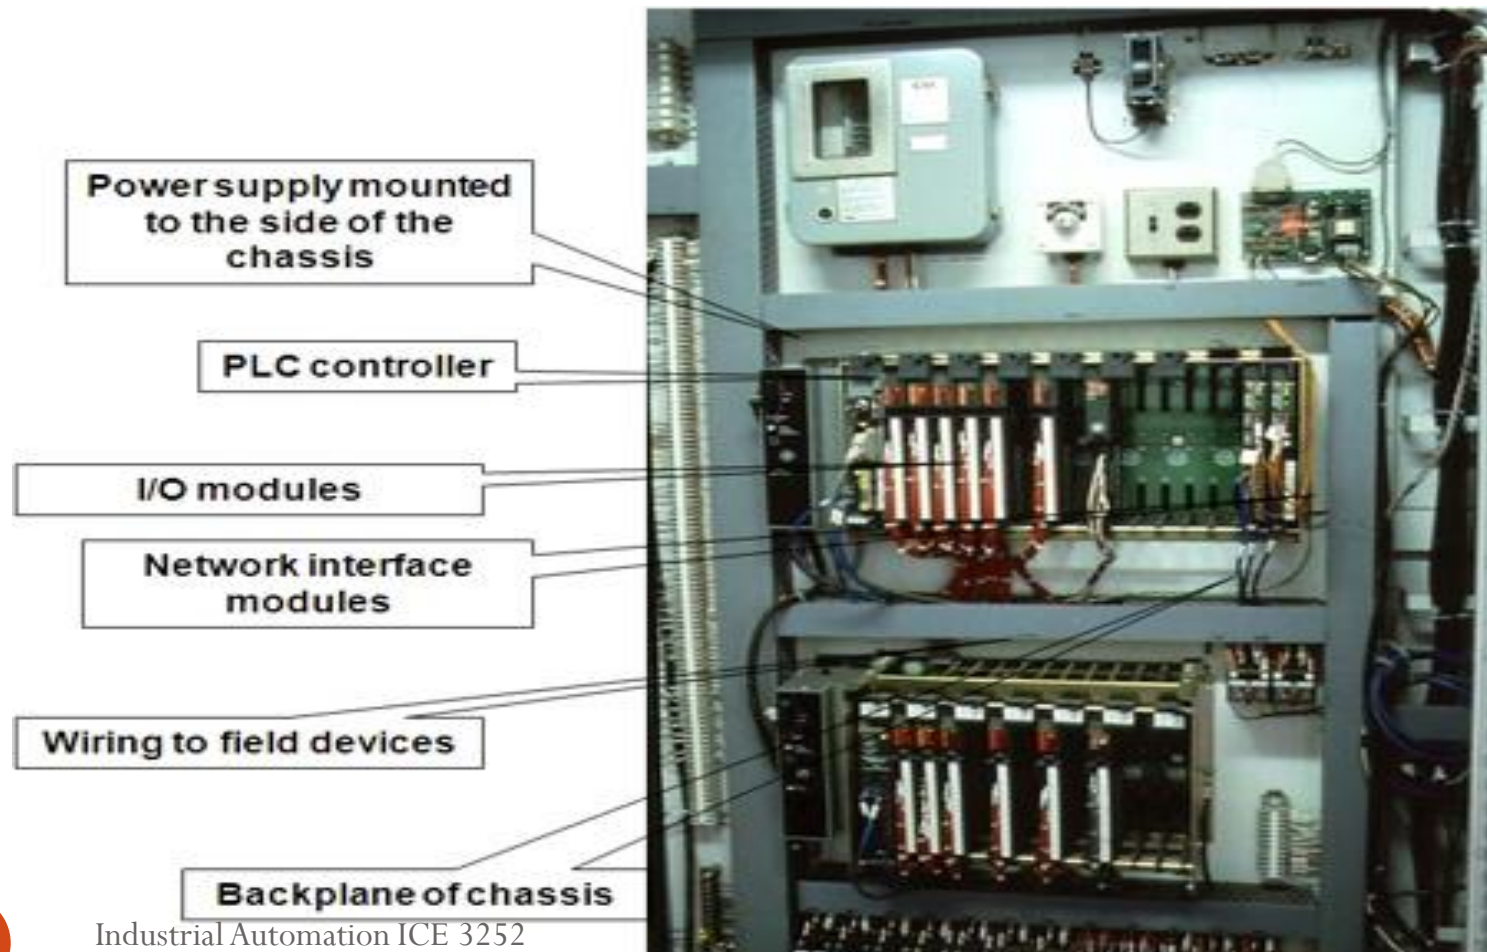 Power supply mounted
to the side of the
chassis
PLC controller
I/O modules
Network interface
modules
Wiring to field devices
Backplane of chassis
Industrial Automation ICE 3252